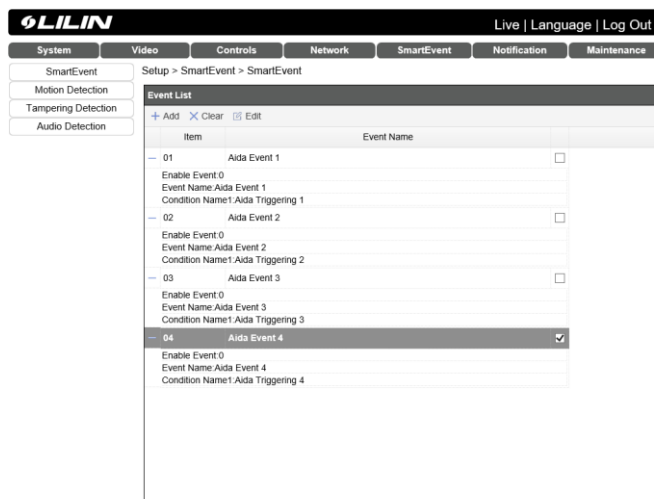 LILIN
Live | Language | Log Out
System Video Controls Network SmartEvent Notification Maintenance
SmartEvent
Motion Detection
Tampering Detection
Audio Detection
Setup > SmartEvent > SmartEvent
Event List
+ Add Clear Edit
Item Event Name
01 Aida Event 1
Enable Event:0
Event Name:Aida Event 1
Condition Name1:Aida Triggering 1
02 Aida Event 2
Enable Event:0
Event Name:Aida Event 2
Condition Name1:Aida Triggering 2
03 Aida Event 3
Enable Event:0
Event Name:Aida Event 3
Condition Name1:Aida Triggering 3
04 Aida Event 4
Enable Event:0
Event Name:Aida Event 4
Condition Name1:Aida Triggering 4